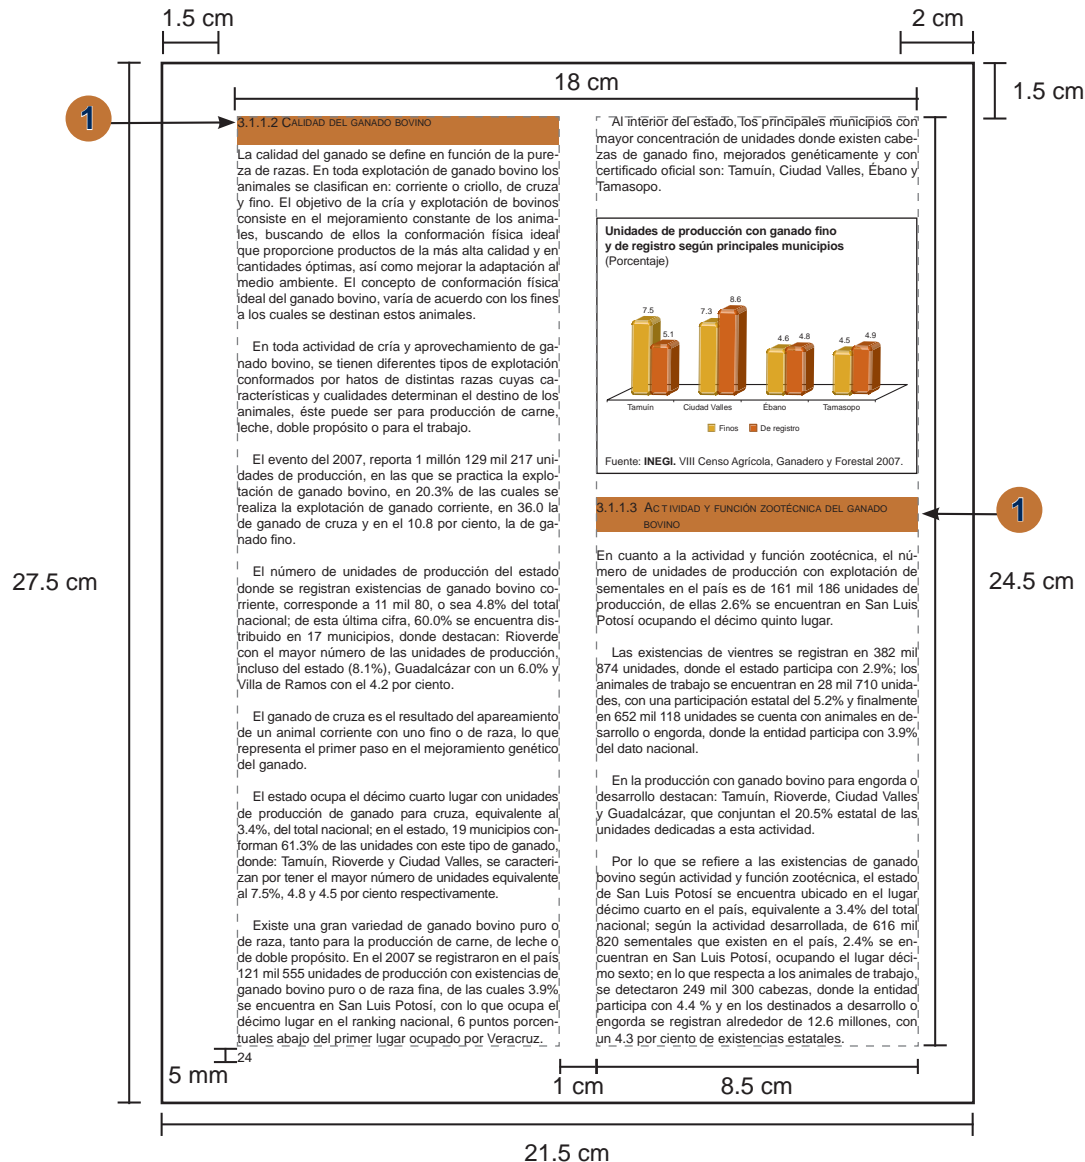 1.5 cm
2 cm
18 cm
1.5 cm
1
3.1.1.2 CALIDAD DEL GANADO BOVINO
La calidad del ganado se define en función de la pure-
za de razas. En toda explotación de ganado bovino los
animales se clasifican en: corriente o criollo, de cruza
y fino. El objetivo de la cría y explotación de bovinos
consiste en el mejoramiento constante de los anima-
les, buscando de ellos la conformación física ideal
que proporcione productos de la más alta calidad y en
cantidades óptimas, así como mejorar la adaptación al
medio ambiente. El concepto de conformación física
ideal del ganado bovino, varía de acuerdo con los fines
a los cuales se destinan estos animales.
En toda actividad de cría y aprovechamiento de ga-
nado bovino, se tienen diferentes tipos de explotación
conformados por hatos de distintas razas cuyas ca-
racterísticas y cualidades determinan el destino de los
animales, éste puede ser para producción de carne,
leche, doble propósito o para el trabajo.
El evento del 2007, reporta 1 millón 129 mil 217 uni-
dades de producción, en las que se practica la explo-
tación de ganado bovino, en 20.3% de las cuales se
realiza la explotación de ganado corriente, en 36.0 la
de ganado de cruza y en el 10.8 por ciento, la de ga-
nado fino.
El número de unidades de producción del estado
donde se registran existencias de ganado bovino co-
rriente, corresponde a 11 mil 80, o sea 4.8% del total
nacional; de esta última cifra, 60.0% se encuentra dis-
tribuido en 17 municipios, donde destacan: Rioverde
con el mayor número de las unidades de producción,
incluso del estado (8.1%), Guadalcázar con un 6.0% y
Villa de Ramos con el 4.2 por ciento.
El ganado de cruza es el resultado del apareamiento
de un animal corriente con uno fino o de raza, lo que
representa el primer paso en el mejoramiento genético
del ganado.
El estado ocupa el décimo cuarto lugar con unidades
de producción de ganado para cruza, equivalente al
3.4%, del total nacional; en el estado, 19 municipios con-
forman 61.3% de las unidades con este tipo de ganado,
donde: Tamuín, Rioverde y Ciudad Valles, se caracteri-
zan por tener el mayor número de unidades equivalente
al 7.5%, 4.8 y 4.5 por ciento respectivamente.
Existe una gran variedad de ganado bovino puro o
de raza, tanto para la producción de carne, de leche o
de doble propósito. En el 2007 se registraron en el país
121 mil 555 unidades de producción con existencias de
ganado bovino puro o de raza fina, de las cuales 3.9%
se encuentra en San Luis Potosí, con lo que ocupa el
décimo lugar en el ranking nacional, 6 puntos porcen-
tuales abajo del primer lugar ocupado por Veracruz.
24
Al interior del estado, los principales municipios con
mayor concentración de unidades donde existen cabe-
zas de ganado fino, mejorados genéticamente y con
certificado oficial son: Tamuín, Ciudad Valles, Ébano y
Tamasopo.
Unidades de producción con ganado fino
y de registro según principales municipios
(Porcentaje)
7.5 5.1 7.3 8.6 4.6 4.8 4.5 4.9
Tamuín Ciudad Valles Ébano Tamasopo
Finos De registro
Fuente: INEGI. VIII Censo Agrícola, Ganadero y Forestal 2007.
3.1.1.3 ACTIVIDAD Y FUNCIÓN ZOOTÉCNICA DEL GANADO
BOVINO
1
En cuanto a la actividad y función zootécnica, el nú-
mero de unidades de producción con explotación de
sementales en el país es de 161 mil 186 unidades de
producción, de ellas 2.6% se encuentran en San Luis
Potosí ocupando el décimo quinto lugar.
Las existencias de vientres se registran en 382 mil
874 unidades, donde el estado participa con 2.9%; los
animales de trabajo se encuentran en 28 mil 710 unida-
des, con una participación estatal del 5.2% y finalmente
en 652 mil 118 unidades se cuenta con animales en de-
sarrollo o engorda, donde la entidad participa con 3.9%
del dato nacional.
En la producción con ganado bovino para engorda o
desarrollo destacan: Tamuín, Rioverde, Ciudad Valles
y Guadalcázar, que conjuntan el 20.5% estatal de las
unidades dedicadas a esta actividad.
Por lo que se refiere a las existencias de ganado
bovino según actividad y función zootécnica, el estado
de San Luis Potosí se encuentra ubicado en el lugar
décimo cuarto en el país, equivalente a 3.4% del total
nacional; según la actividad desarrollada, de 616 mil
820 sementales que existen en el país, 2.4% se en-
cuentran en San Luis Potosí, ocupando el lugar déci-
mo sexto; en lo que respecta a los animales de trabajo,
se detectaron 249 mil 300 cabezas, donde la entidad
participa con 4.4 % y en los destinados a desarrollo o
engorda se registran alrededor de 12.6 millones, con
un 4.3 por ciento de existencias estatales.
27.5 cm
24.5 cm
5 mm
1 cm
8.5 cm
21.5 cm